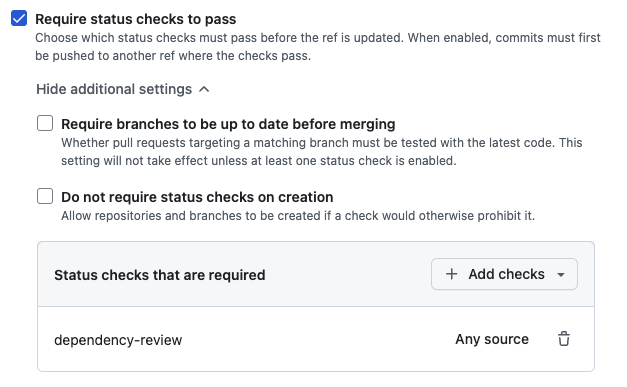 Require status checks to pass
Choose which status checks must pass before the ref is updated. When enabled, commits must first
be pushed to another ref where the checks pass.
Hide additional settings
Require branches to be up to date before merging
Whether pull requests targeting a matching branch must be tested with the latest code. This
setting will not take effect unless at least one status check is enabled.
Do not require status checks on creation
Allow repositories and branches to be created if a check would otherwise prohibit it.
Status checks that are required
Add checks
dependency-review
Any source